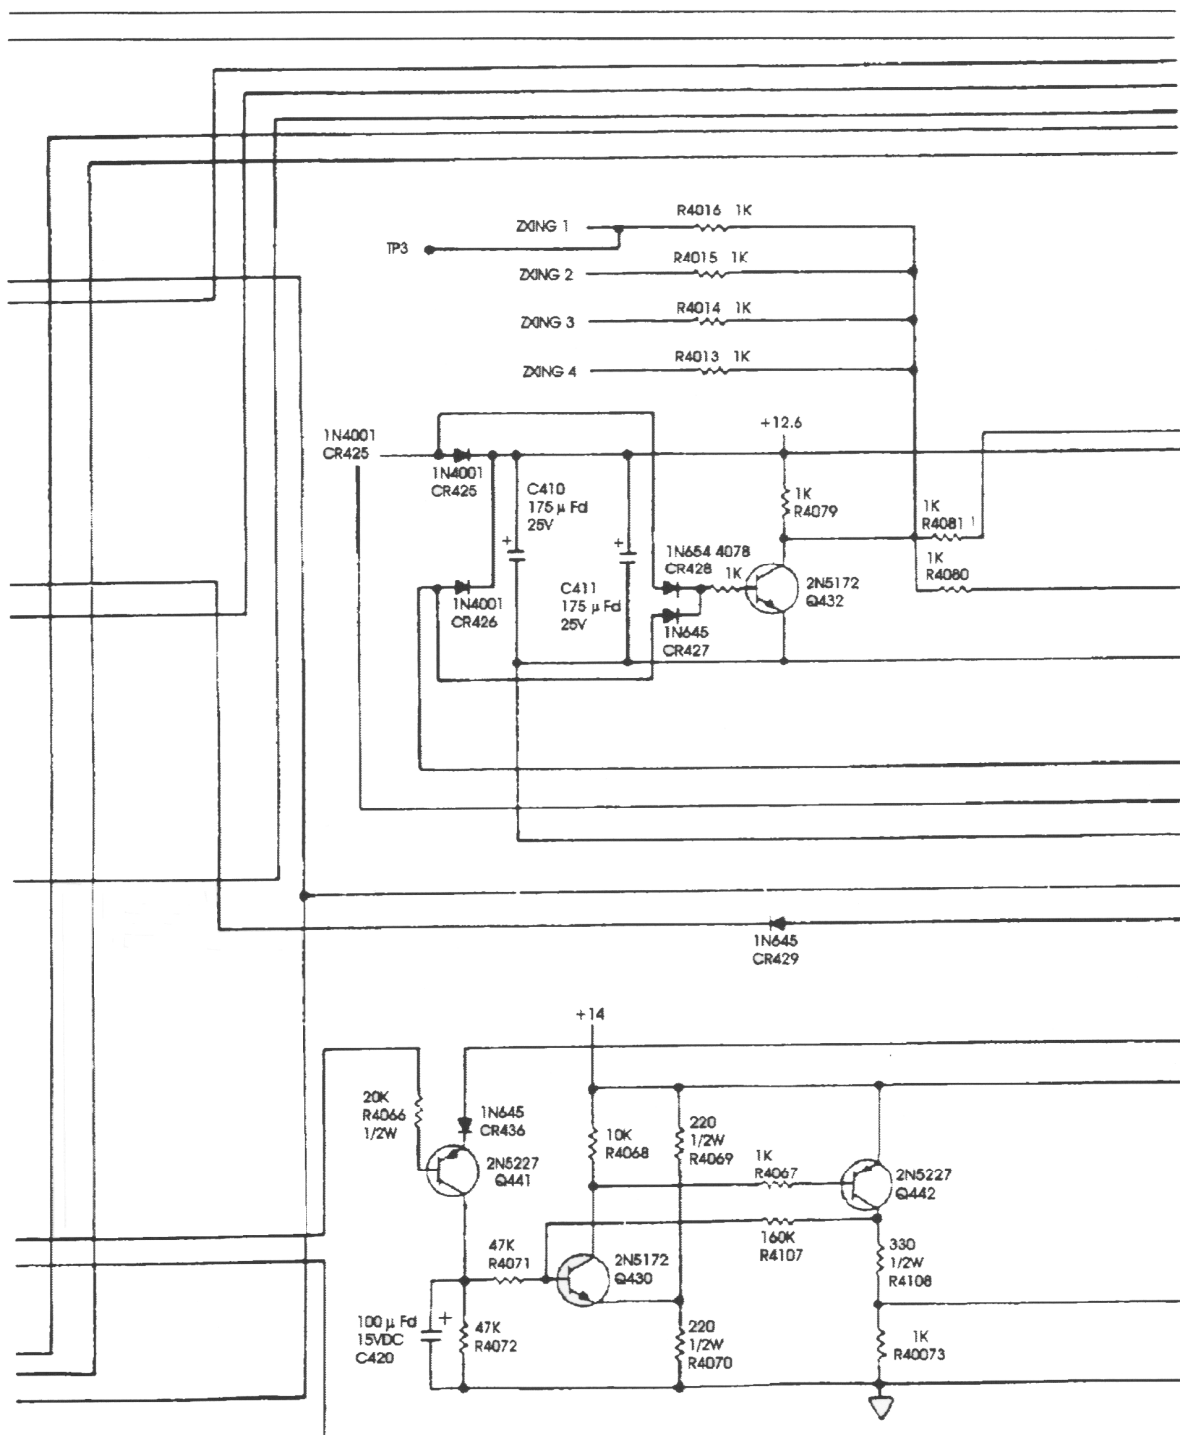 R4016 1K
ZXING 1
TP3
R4015 1K
ZXING 2
R4014 1K
ZXING 3
R4013 1K
ZXING 4
+12.6
1N4001
CR425
1N4001
CR425
C410
175 µ Fd
25V
+
+
1K
R4079
1K
R4081
1K
R4080
1N654 4078
CR428
1K
2N5172
Q432
1N4001
CR426
C411
175 µ Fd
25V
1N645
CR427
1N645
CR429
+14
20K
R4066
1/2W
1N645
CR436
2N5227
Q441
10K
R4068
220
1/2W
R4069
1K
R4067
2N5227
Q442
47K
R4071
2N5172
Q430
160K
R4107
330
1/2W
R4108
100 µ Fd
15VDC
C420
+
47K
R4072
220
1/2W
R4070
1K
R40073